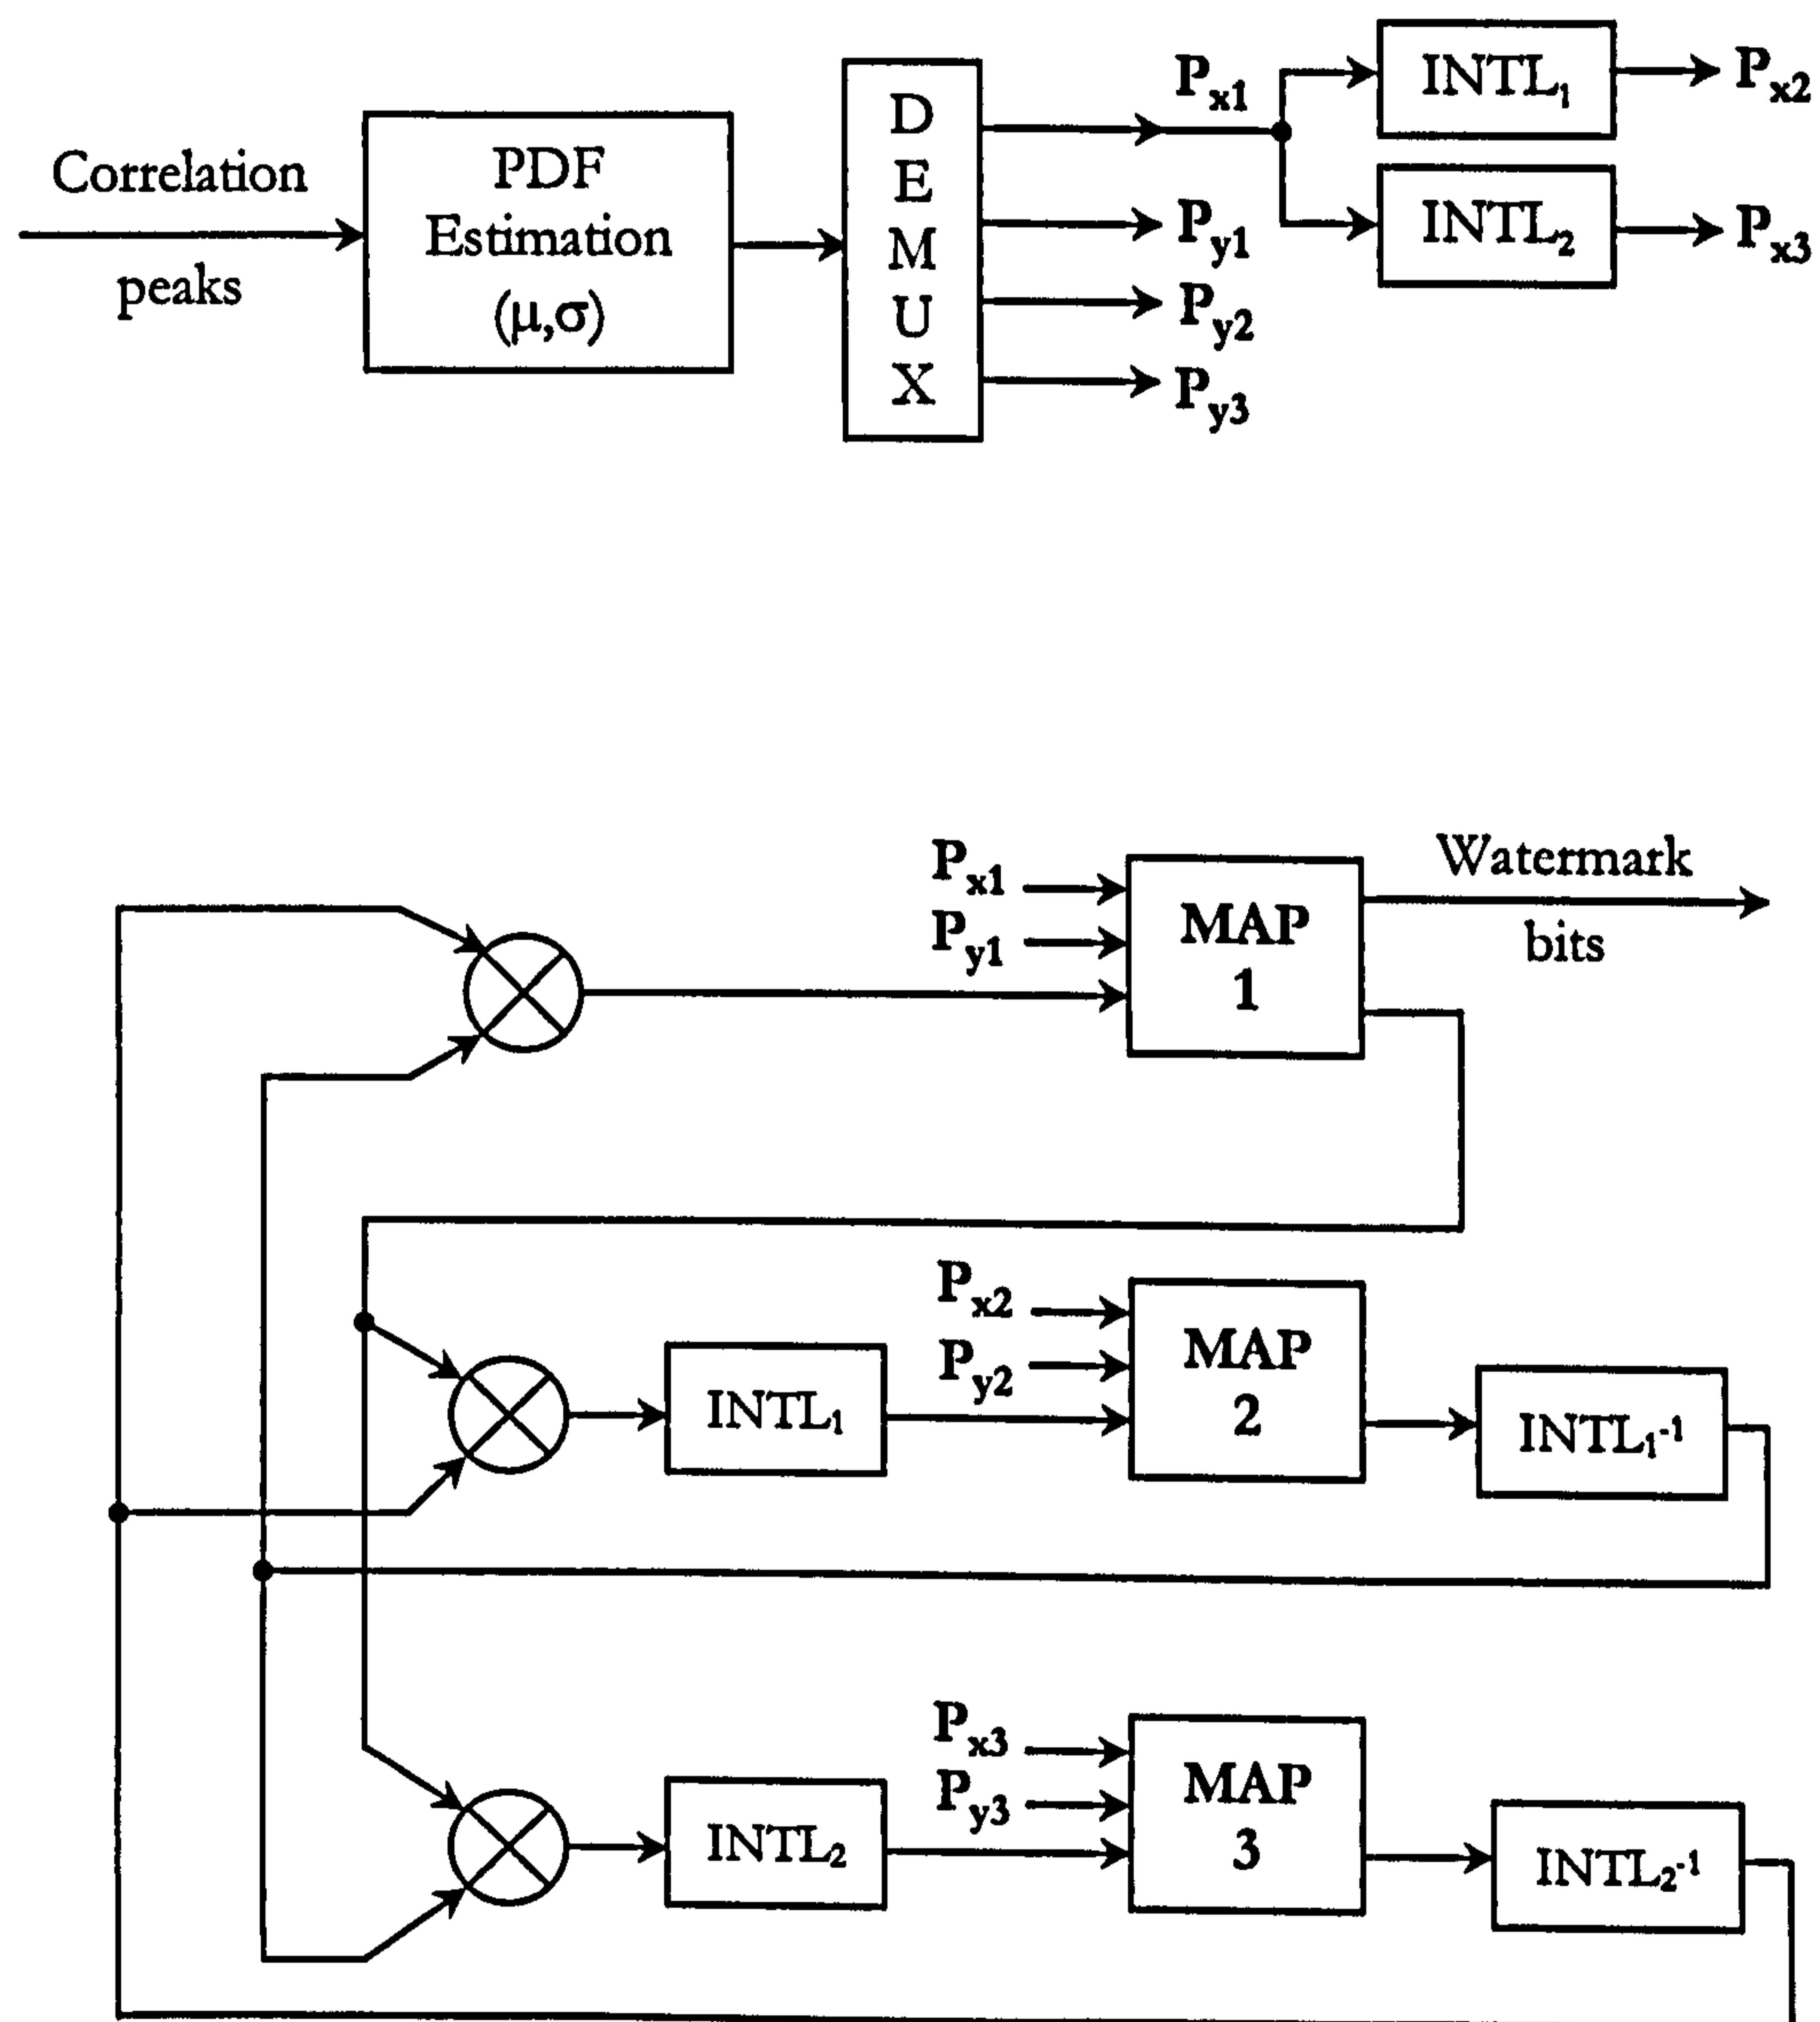 Correlation
peaks
PDF
Estimation
(μ,σ)
D
E
M
U
X
Px1
Py1
Py2
Py3
INTL1
INTL2
Px2
Px3
Px1
Py1
MAP
1
Watermark
bits
INTL1
Px2
Py2
MAP
2
INTL1-1
INTL2
Px3
Py3
MAP
3
INTL2-1